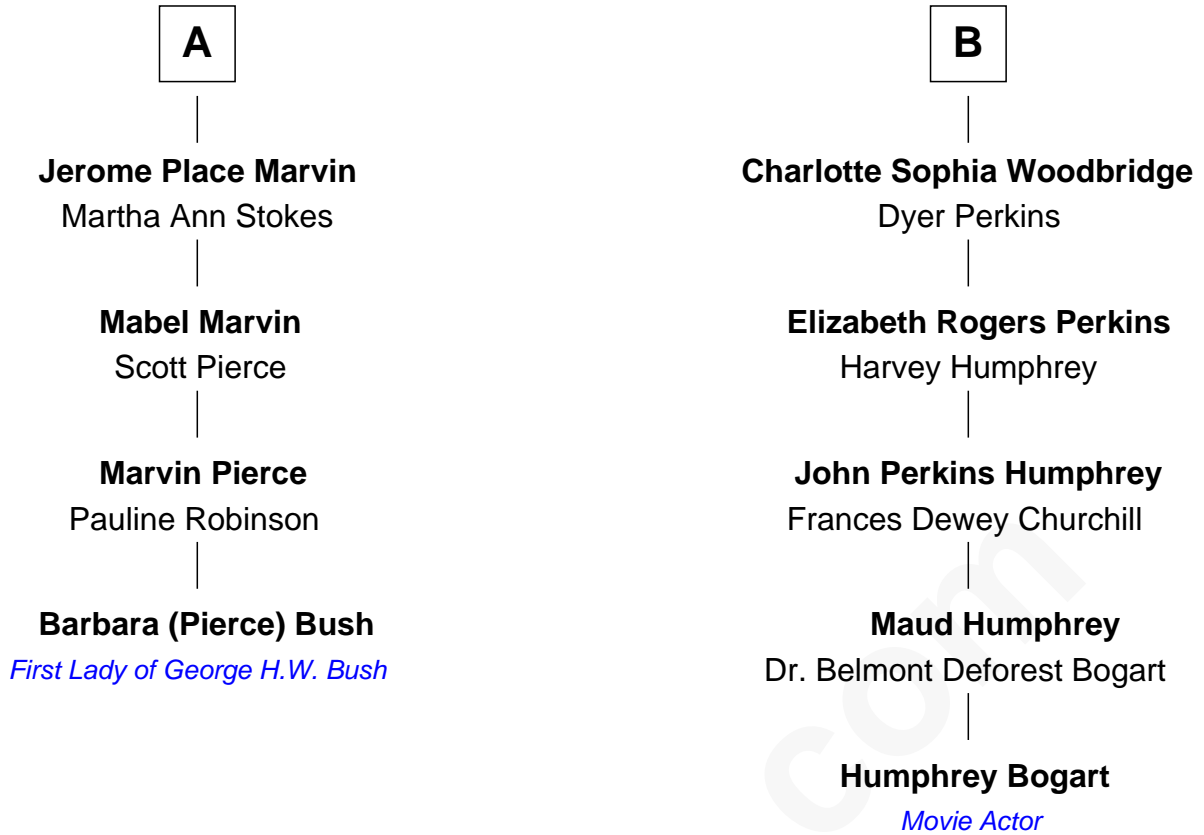 A
Jerome Place Marvin
Martha Ann Stokes
Mabel Marvin
Scott Pierce
Marvin Pierce
Pauline Robinson
Barbara (Pierce) Bush
First Lady of George H.W. Bush
B
Charlotte Sophia Woodbridge
Dyer Perkins
Elizabeth Rogers Perkins
Harvey Humphrey
John Perkins Humphrey
Frances Dewey Churchill
Maud Humphrey
Dr. Belmont Deforest Bogart
Humphrey Bogart
Movie Actor
com